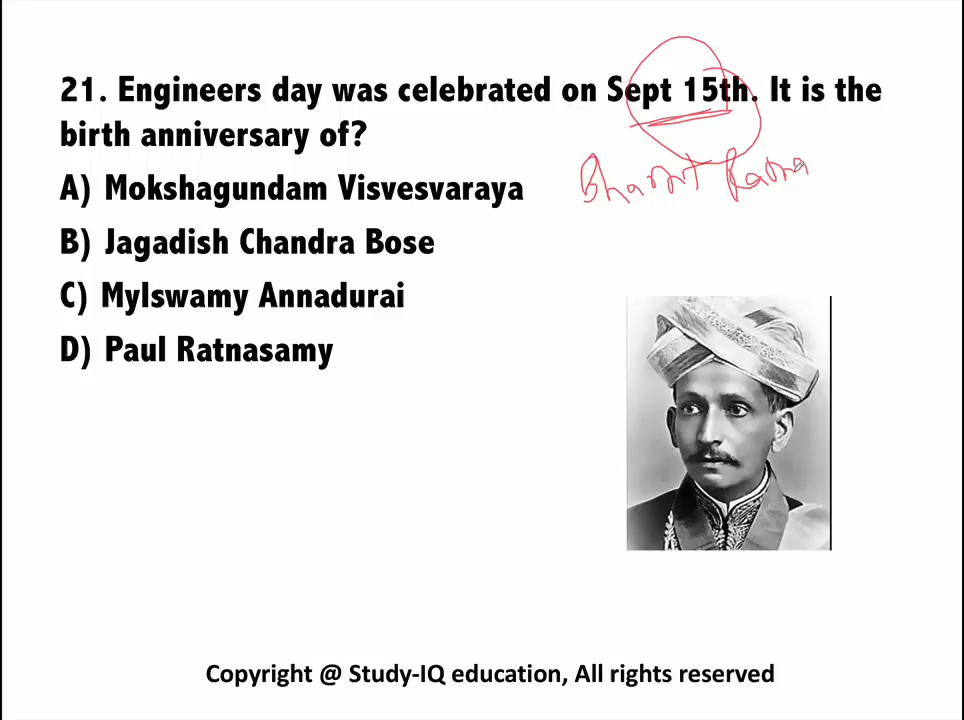 21. Engineers day was celebrated on Sept 15th. It is the
birth anniversary of?
Bharat Ratna
A) Mokshagundam Visvesvaraya
B) Jagadish Chandra Bose
C) Mylswamy Annadurai
D) Paul Ratnasamy
Copyright @ Study-IQ education, All rights reserved